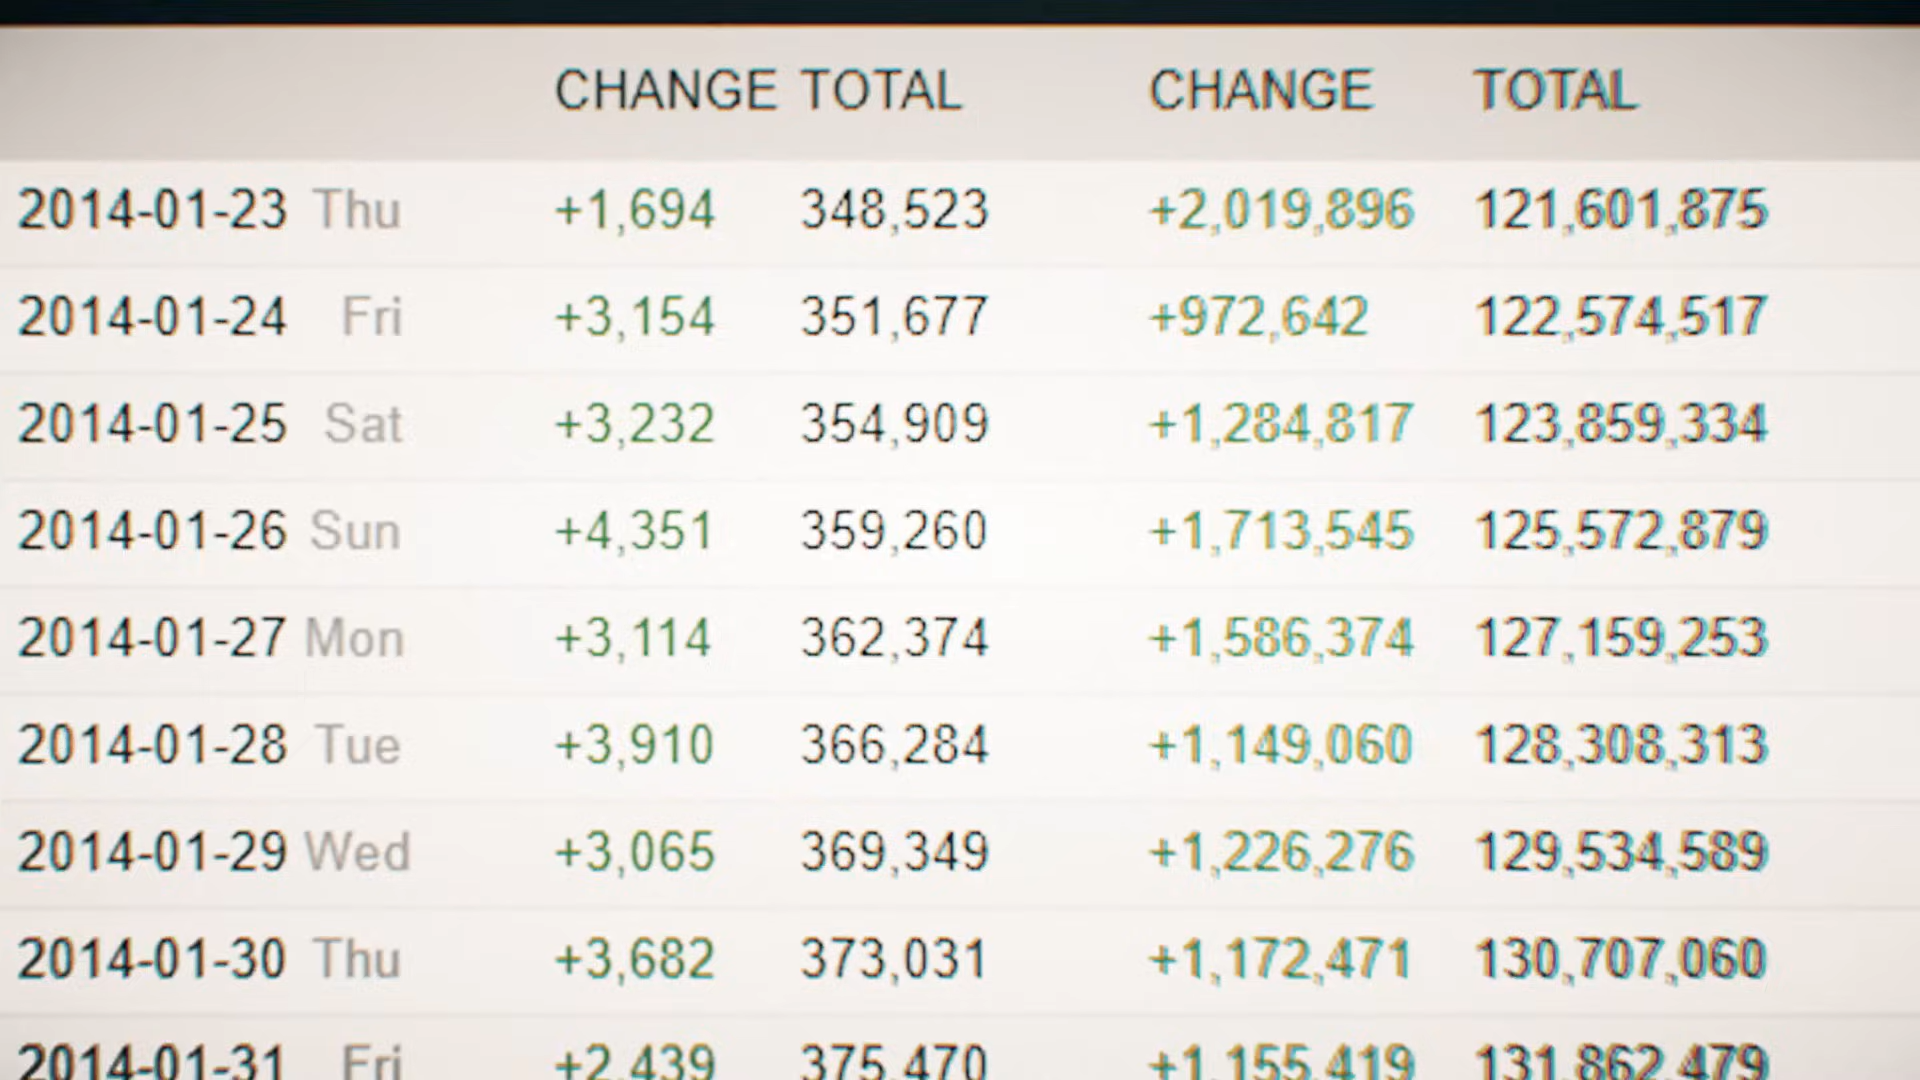 CHANGE TOTAL CHANGE TOTAL
2014-01-23 Thu +1,694 348,523 +2,019,896 121,601,875
2014-01-24 Fri +3,154 351,677 +972,642 122,574,517
2014-01-25 Sat +3,232 354,909 +1,284,817 123,859,334
2014-01-26 Sun +4,351 359,260 +1,713,545 125,572,879
2014-01-27 Mon +3,114 362,374 +1,586,374 127,159,253
2014-01-28 Tue +3,910 366,284 +1,149,060 128,308,313
2014-01-29 Wed +3,065 369,349 +1,226,276 129,534,589
2014-01-30 Thu +3,682 373,031 +1,172,471 130,707,060
2014-01-31 Fri +2,439 375,470 +1,155,419 131,862,479